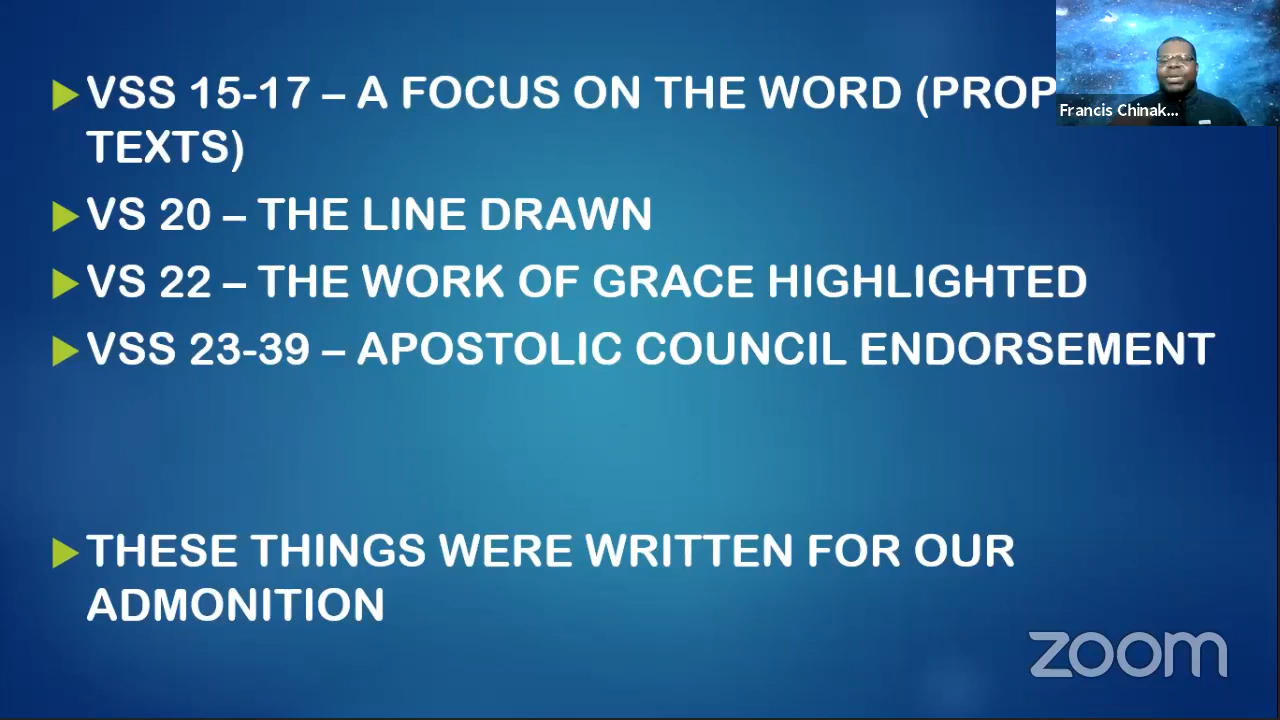 VSS 15-17 – A FOCUS ON THE WORD (PROP
TEXTS)
VS 20 – THE LINE DRAWN
VS 22 – THE WORK OF GRACE HIGHLIGHTED
VSS 23-39 – APOSTOLIC COUNCIL ENDORSEMENT
THESE THINGS WERE WRITTEN FOR OUR
ADMONITION
Francis Chinak...
zoom